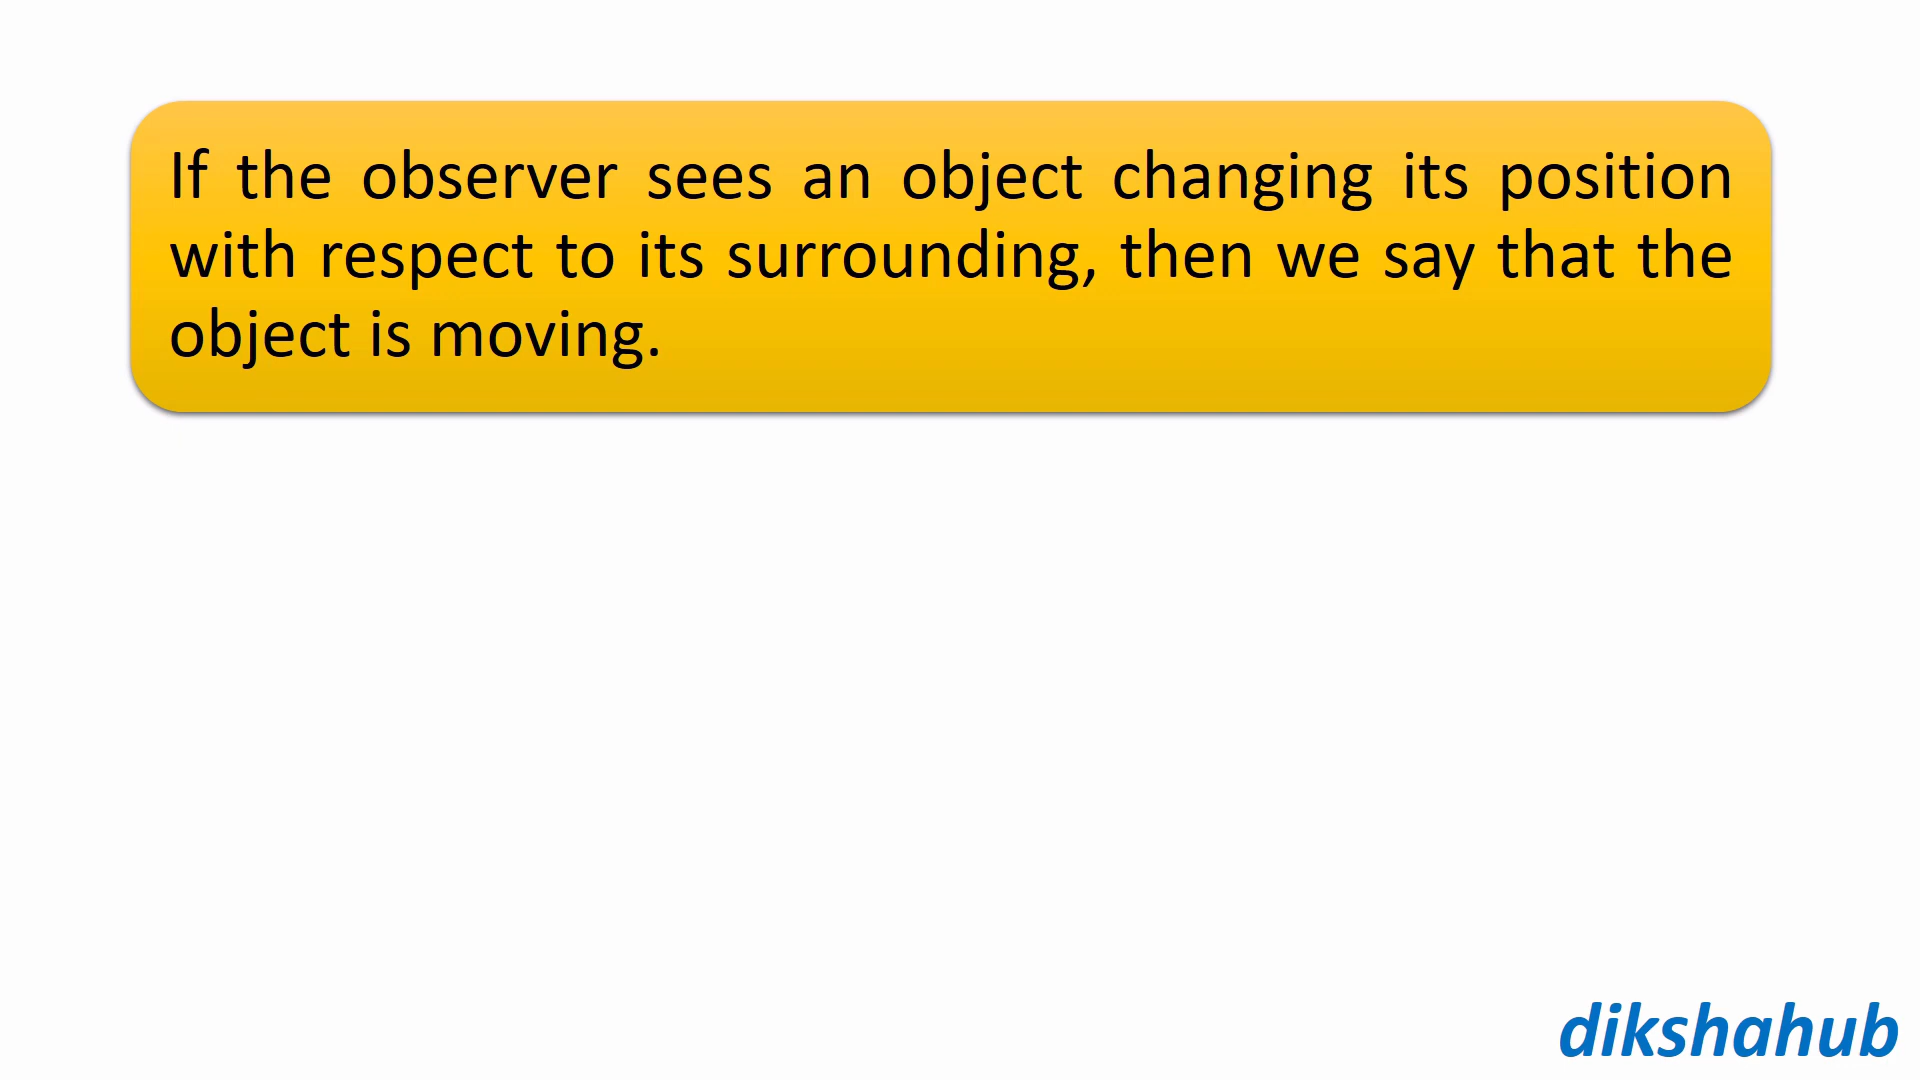 If the observer sees an object changing its position
with respect to its surrounding, then we say that the
object is moving.
dikshahub